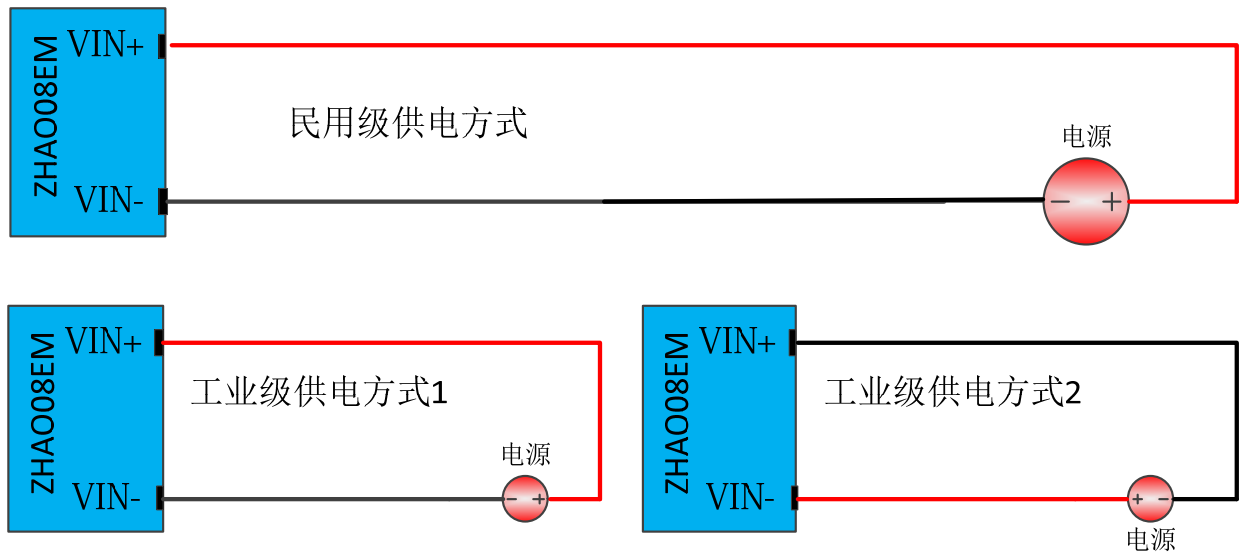 ZHAO08EM
VIN+
VIN-
民用级供电方式
电源
- +
ZHAO08EM
VIN+
VIN-
工业级供电方式1
电源
- +
ZHAO08EM
VIN+
VIN-
工业级供电方式2
+ -
电源